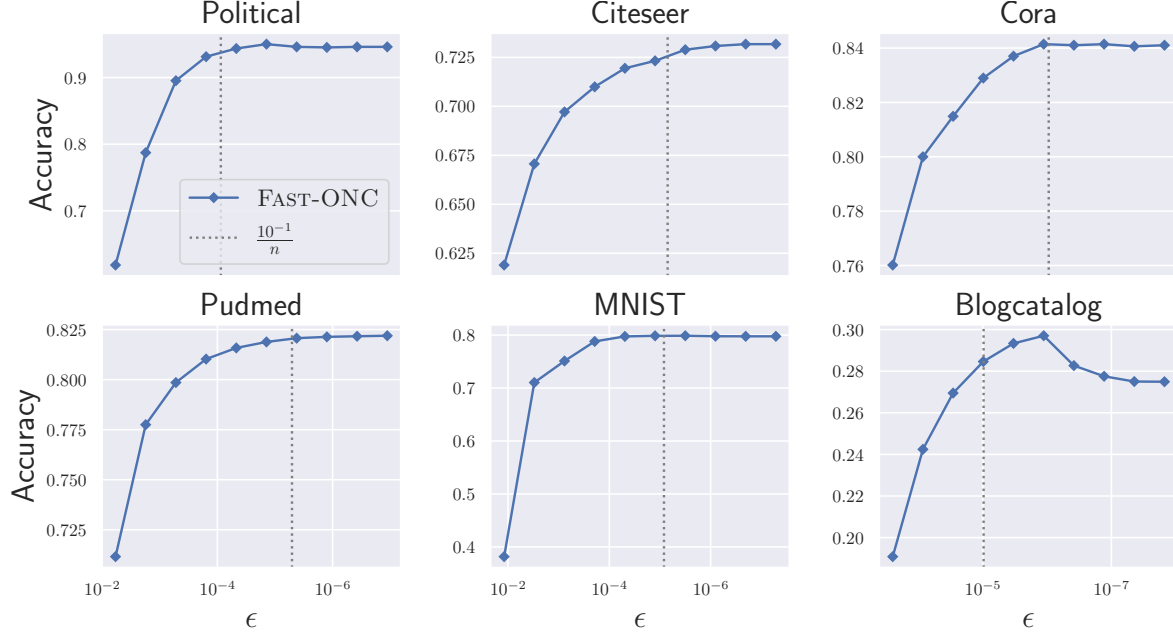 Political
Citeseer
Cora
Accuracy
0.9
0.8
0.7
FAST-ONC
10^{-1}/n
0.725
0.700
0.675
0.650
0.625
0.84
0.82
0.80
0.78
0.76
Pudmed
MNIST
Blogcatalog
Accuracy
0.825
0.800
0.775
0.750
0.725
10^{-2}
10^{-4}
10^{-6}
ϵ
0.8
0.7
0.6
0.5
0.4
10^{-2}
10^{-4}
10^{-6}
ϵ
0.30
0.28
0.26
0.24
0.22
0.20
10^{-5}
10^{-7}
ϵ